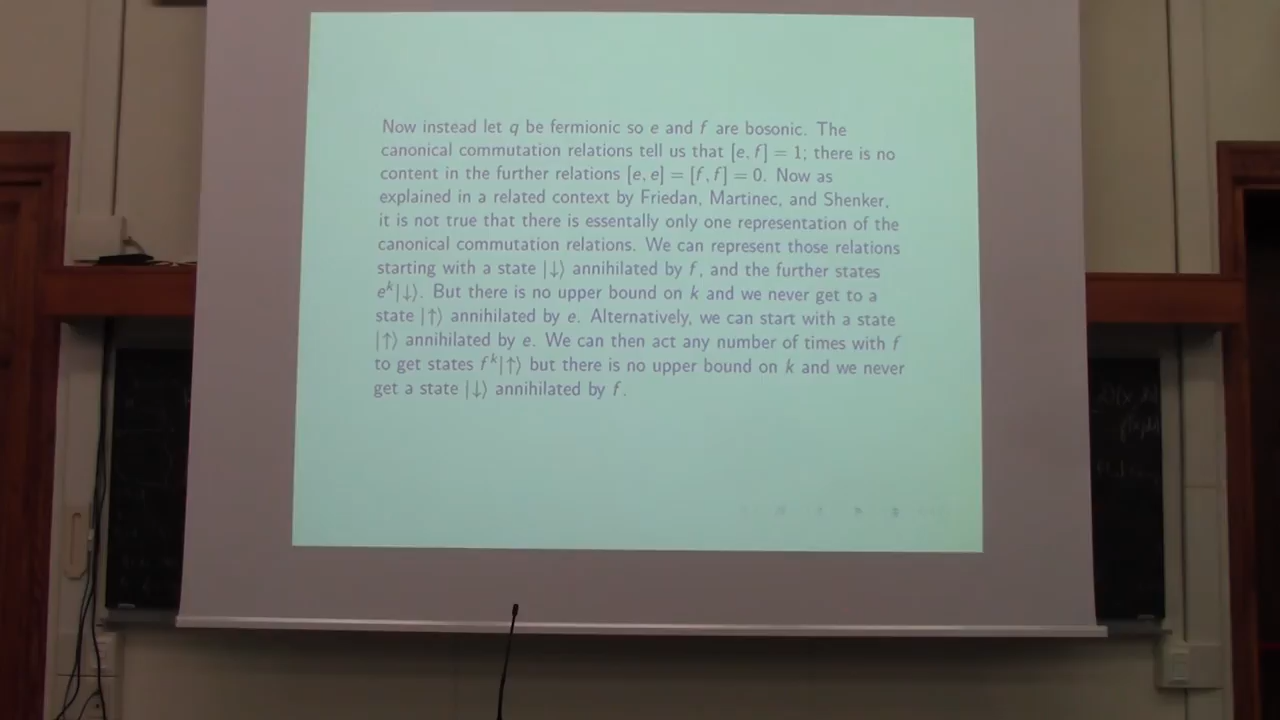 Now instead let q be fermionic so e and f are bosonic. The
canonical commutation relations tell us that [e, f] = 1; there is no
content in the further relations [e, e] = [f, f] = 0. Now as
explained in a related context by Friedan, Martinec, and Shenker,
it is not true that there is essentally only one representation of the
canonical commutation relations. We can represent those relations
starting with a state |↓⟩ annihilated by f, and the further states
eᵏ|↓⟩. But there is no upper bound on k and we never get to a
state |↑⟩ annihilated by e. Alternatively, we can start with a state
|↑⟩ annihilated by e. We can then act any number of times with f
to get states fᵏ|↑⟩ but there is no upper bound on k and we never
get a state |↓⟩ annihilated by f.